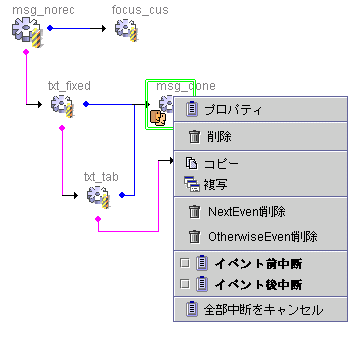 msg_norec
focus_cus
txt_fixed
msg_cone
txt_tab
プロパティ
削除
コピー
複写
NextEven削除
OtherwiseEven削除
イベント前中断
イベント後中断
全部中断をキャンセル